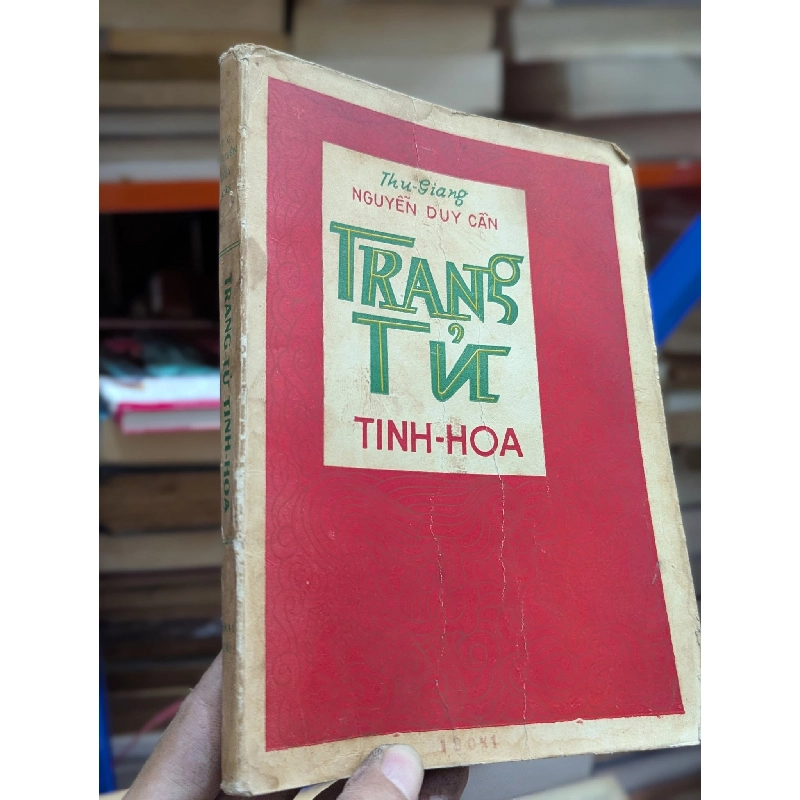 Thu-Giang
NGUYỄN DUY CẦN
TRANG
TỬ
TINH-HOA
TRANG TỬ TINH-HOA